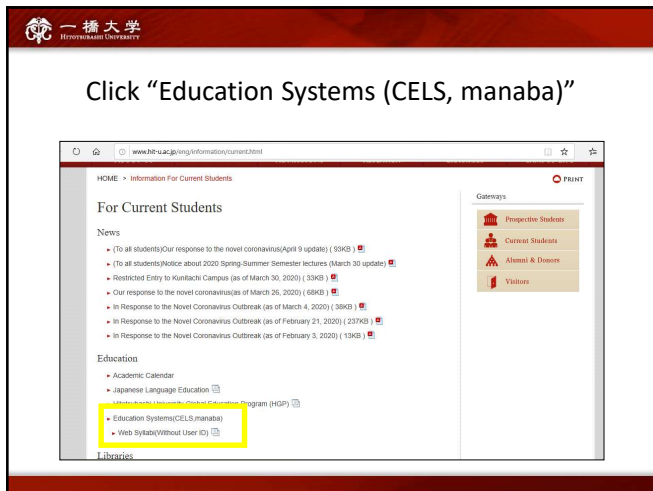 一橋大学
HITOTSUBASHI UNIVERSITY
Click “Education Systems (CELS, manaba)”
www.hit-u.ac.jp/eng/information/current.html
HOME > Information For Current Students
PRINT
For Current Students
News
(To all students)Our response to the novel coronavirus(April 9 update) ( 93KB )
(To all students)Notice about 2020 Spring-Summer Semester lectures (March 30 update)
Restricted Entry to Kunitachi Campus (as of March 30, 2020) ( 33KB )
Our response to the novel coronavirus(as of March 26, 2020) ( 68KB )
In Response to the Novel Coronavirus Outbreak (as of March 4, 2020) ( 38KB )
In Response to the Novel Coronavirus Outbreak (as of February 21, 2020) ( 237KB )
In Response to the Novel Coronavirus Outbreak (as of February 3, 2020) ( 13KB )
Education
Academic Calendar
Japanese Language Education
Hitotsubashi University Global Education Program (HGP)
Education Systems(CELS,manaba)
Web Syllabi(Without User ID)
Libraries
Gateways
Prospective Students
Current Students
Alumni & Donors
Visitors